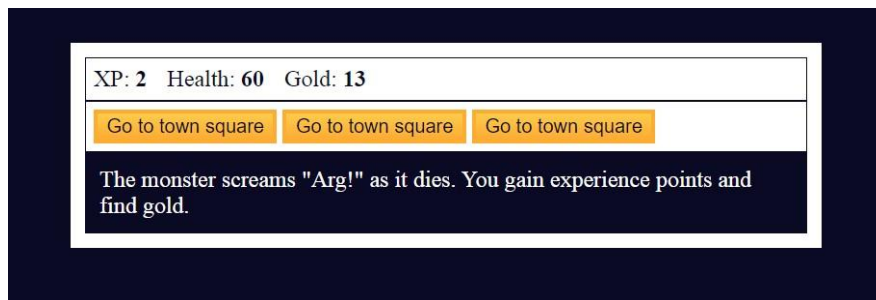 XP: 2 Health: 60 Gold: 13
Go to town square Go to town square Go to town square
The monster screams "Arg!" as it dies. You gain experience points and
find gold.